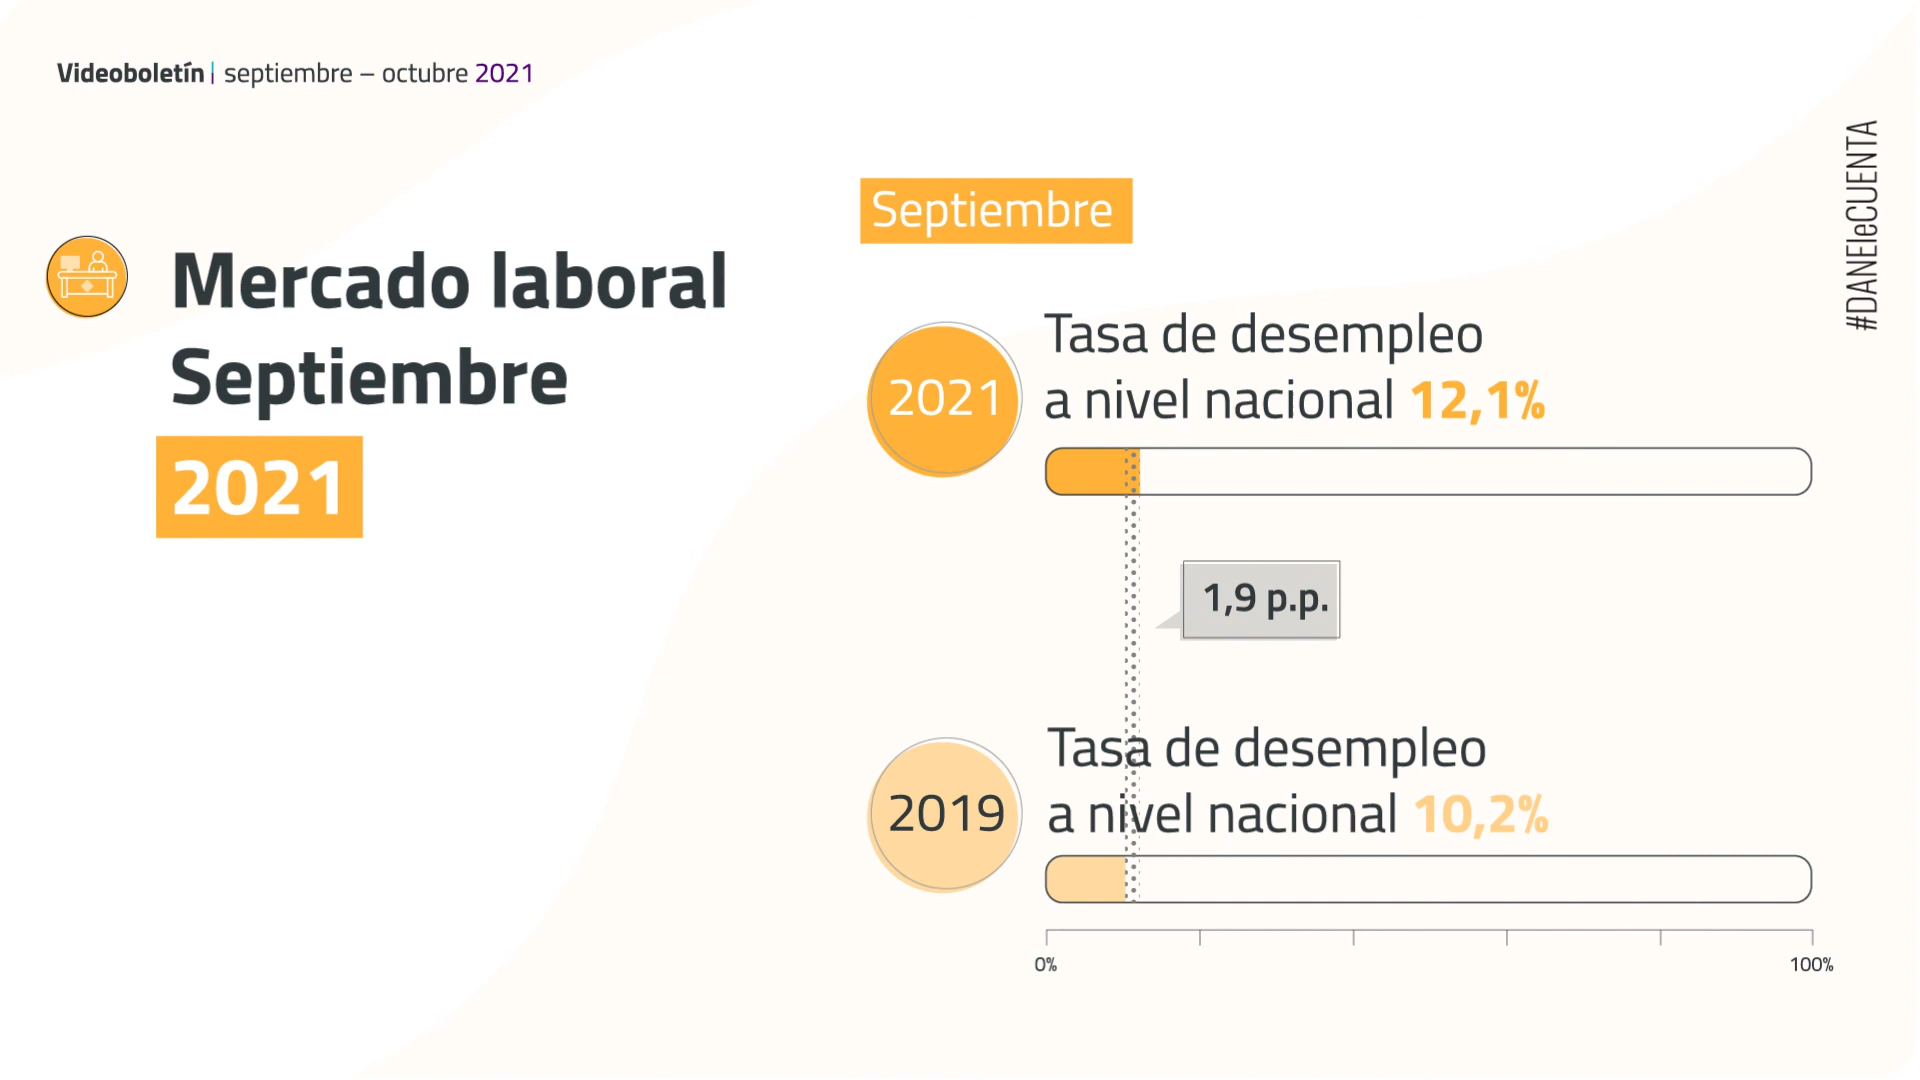 Videoboletín | septiembre – octubre 2021
#DANEleCUENTA
Mercado laboral
Septiembre
2021
Septiembre
2021
Tasa de desempleo
a nivel nacional 12,1%
1,9 p.p.
2019
Tasa de desempleo
a nivel nacional 10,2%
0%
100%